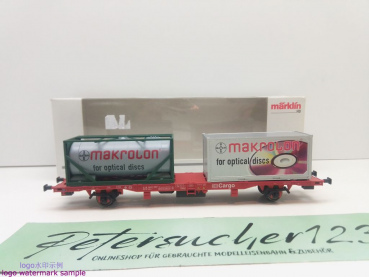 märklin
makrolon
for optical discs
makrolon
for optical discs
Cargo
Petersucher123
ONLINESHOP FÜR GEBRAUCHTE MODELLEISENBAHN & ZUBEHÖR
logo水印示例
logo watermark sample